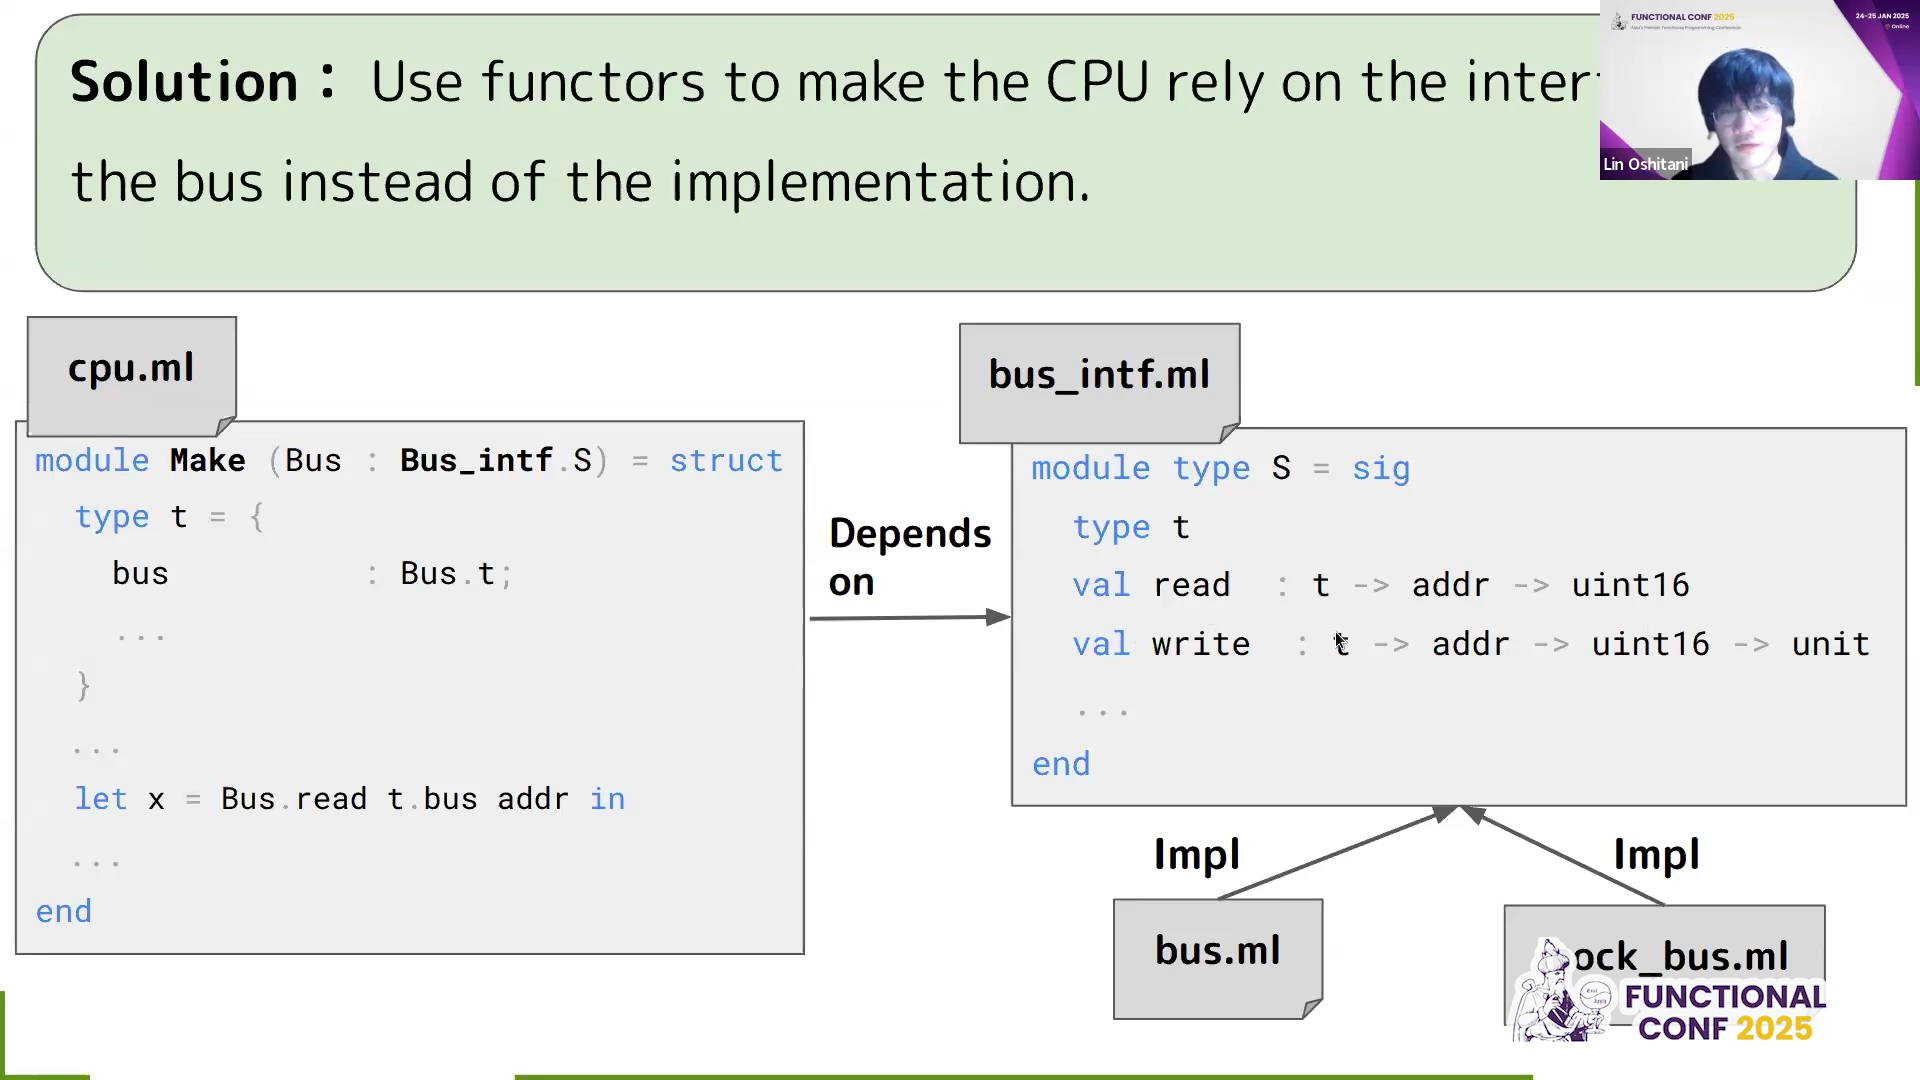 Solution： Use functors to make the CPU rely on the inter
the bus instead of the implementation.
FUNCTIONAL CONF 2025
24-25 JAN 2025
Online
Lin Oshitani
cpu.ml
module Make (Bus : Bus_intf.S) = struct
type t = {
bus : Bus.t;
...
}
...
let x = Bus.read t.bus addr in
...
end
Depends
on
bus_intf.ml
module type S = sig
type t
val read : t -> addr -> uint16
val write : t -> addr -> uint16 -> unit
...
end
Impl
Impl
bus.ml
ock_bus.ml
FUNCTIONAL
CONF 2025